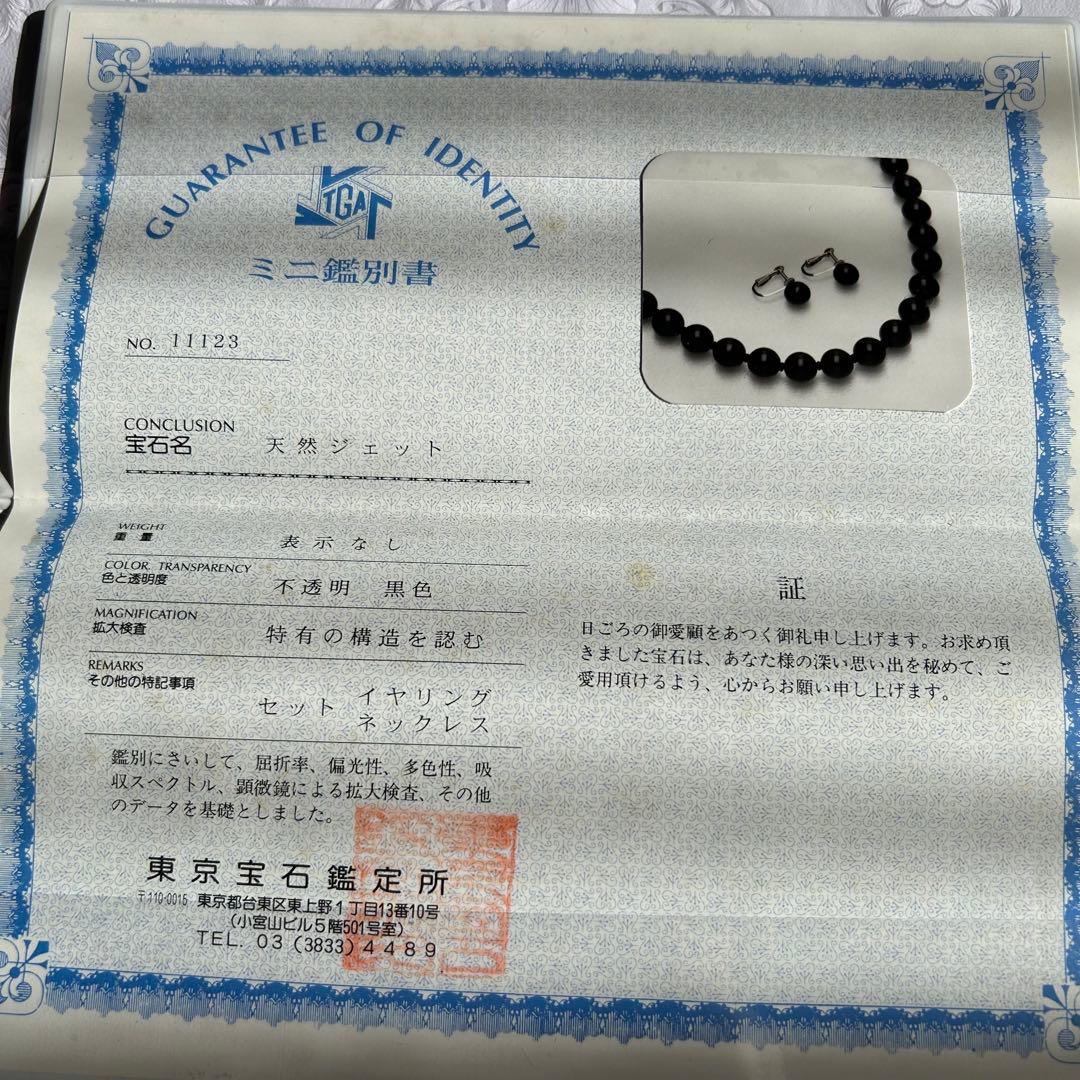 GUARANTEE OF IDENTITY
TGA
ミニ鑑別書
NO. 11123
CONCLUSION
宝石名 天然ジェット
WEIGHT
重量 表示なし
COLOR. TRANSPARENCY
色と透明度 不透明 黒色
MAGNIFICATION
拡大検査 特有の構造を認む
REMARKS
その他の特記事項
セット イヤリング
ネックレス
鑑別にさいして、屈折率、偏光性、多色性、吸
収スペクトル、顕微鏡による拡大検査、その他
のデータを基礎としました。
東京宝石鑑定所
〒110-0015 東京都台東区東上野1丁目13番10号
(小宮山ビル5階501号室)
TEL. 03 (3833) 4489
証
日ごろの御愛顧をあつく御礼申し上げます。お求め頂
きました宝石は、あなた様の深い思い出を秘めて、ご
愛用頂けるよう、心からお願い申し上げます。